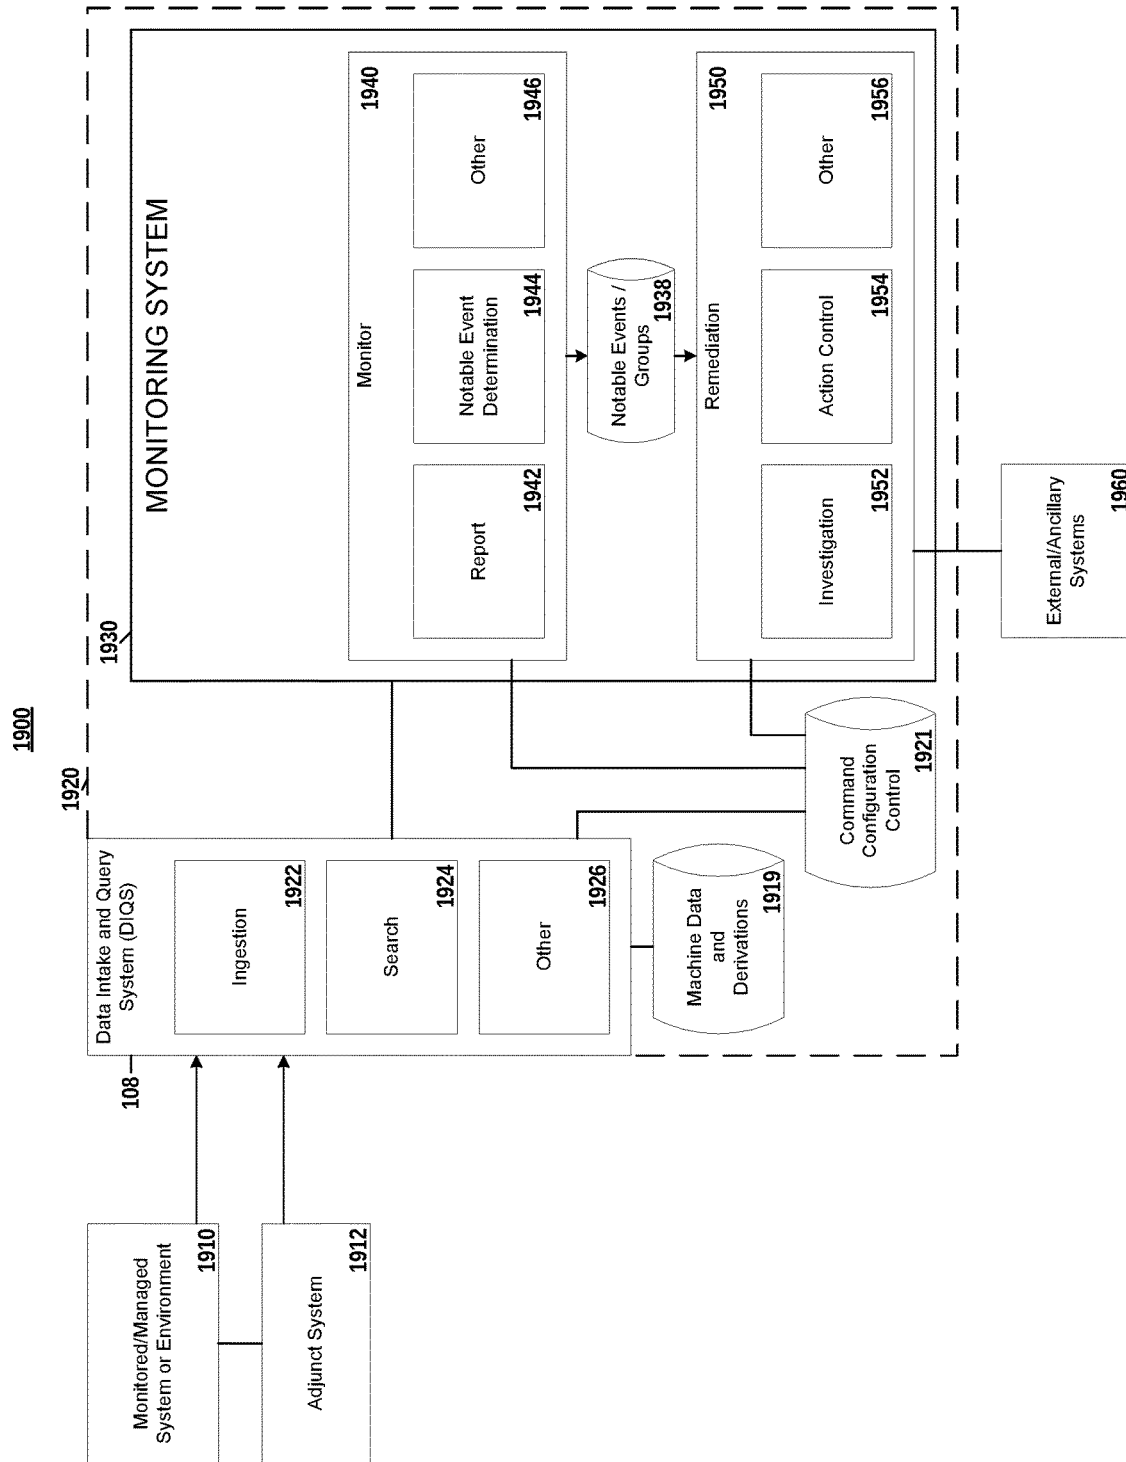 1900
1910
Monitored/Managed
System or Environment
1912
Adjunct System
108
1920
Data Intake and Query
System (DIQS)
Ingestion
1922
Search
1924
Other
1926
Machine Data
and
Derivations
1919
Command
Configuration
Control
1921
1930
MONITORING SYSTEM
Monitor
1940
Report
1942
Notable Event
Determination
1944
Other
1946
Notable Events /
Groups
1938
Remediation
1950
Investigation
1952
Action Control
1954
Other
1956
External/Ancillary
Systems
1960